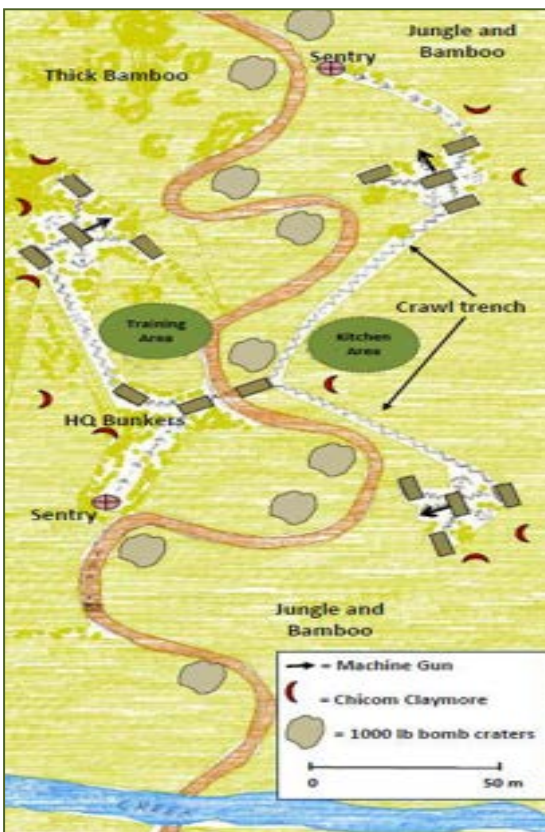 Jungle and
Bamboo
Sentry
Thick Bamboo
Crawl trench
Training
Area
Kitchen
Area
HQ Bunkers
Sentry
Jungle and
Bamboo
= Machine Gun
= Chicom Claymore
= 1000 lb bomb craters
0 50 m
CREEK